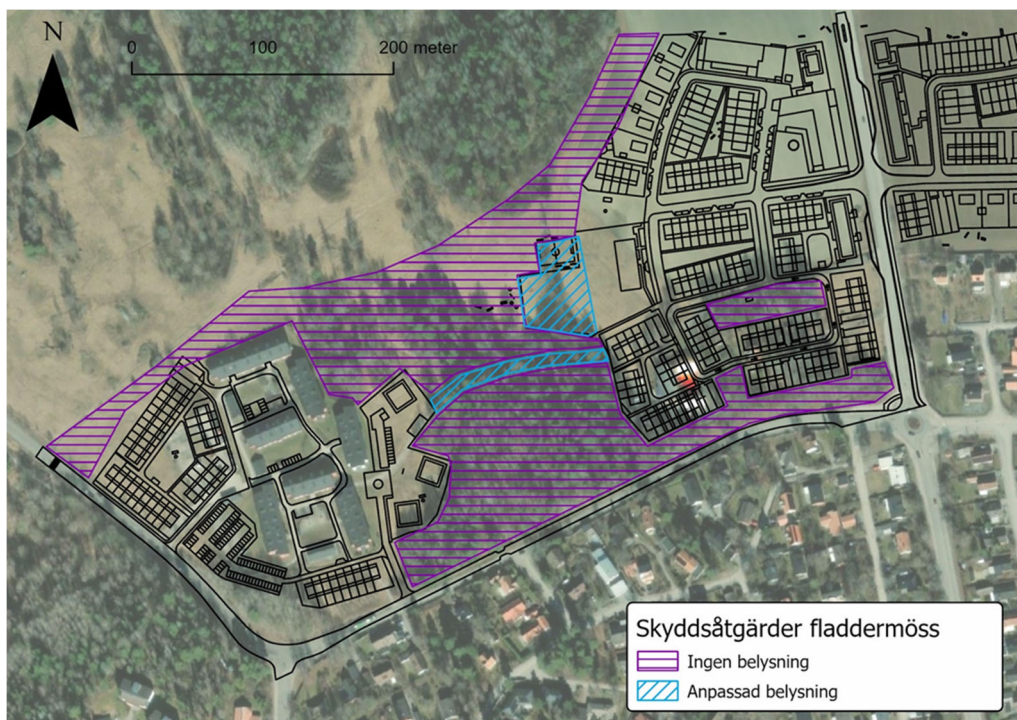 N
0 100 200 meter
Skyddsåtgärder fladdermöss
Ingen belysning
Anpassad belysning